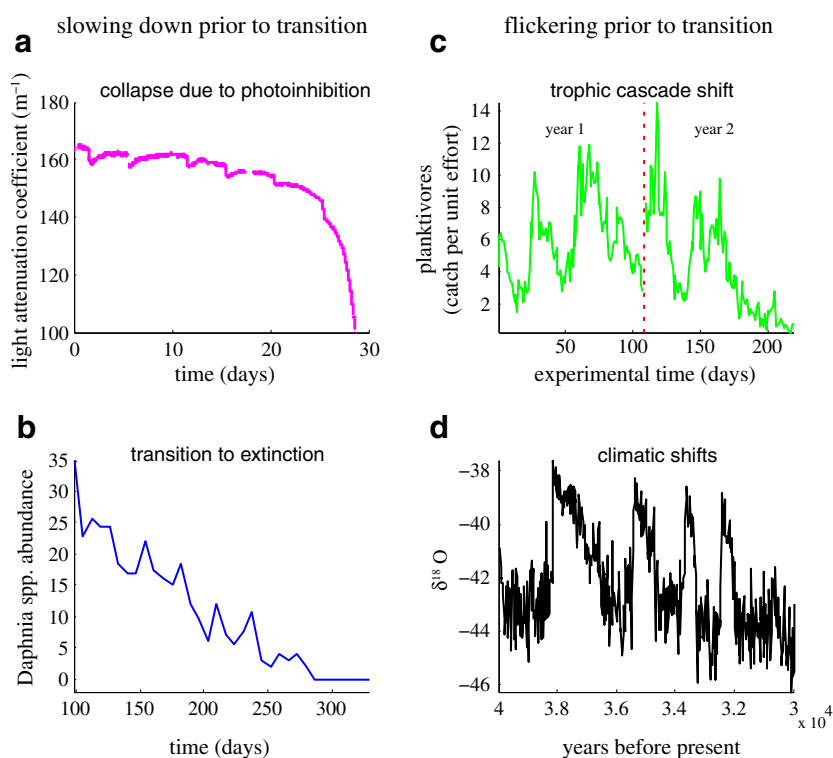 slowing down prior to transition
a
collapse due to photoinhibition
light attenuation coefficient (m⁻¹)
180
160
140
120
100
0
0 10 20 30
time (days)
flickering prior to transition
c
trophic cascade shift
year 1
year 2
planktivores
(catch per unit effort)
14
12
10
8
6
4
2
50 100 150 200
experimental time (days)
b
transition to extinction
Daphnia spp. abundance
35
30
25
20
15
10
5
0
100 150 200 250 300
time (days)
d
climatic shifts
δ¹⁸ O
−38
−40
−42
−44
−46
4 3.8 3.6 3.4 3.2 3
x 10⁴
years before present